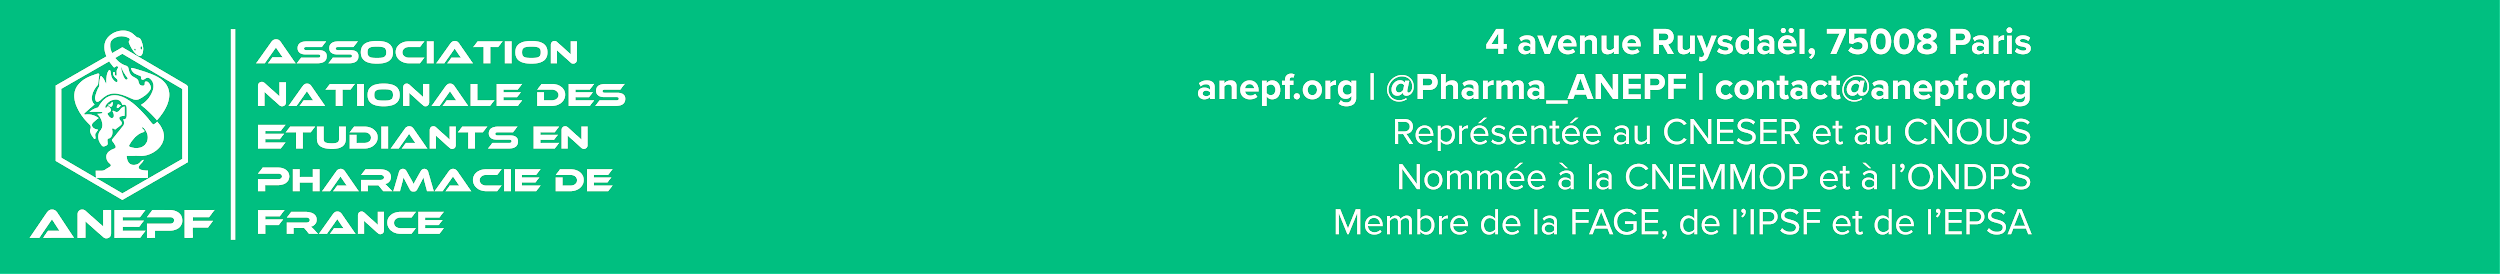 ANEPF
ASSOCIATION
NATIONALE DES
ETUDIANTS EN
PHARMACIE DE
FRANCE
4 avenue Ruysdaël, 75008 Paris
anepf.org | @Pharma_ANEPF | contact@anepf.org
Représentée au CNESER et au CNOUS
Nommée à la CNEMMOP et à l'ONDPS
Membre de la FAGE, de l'IPSF et de l'EPSA